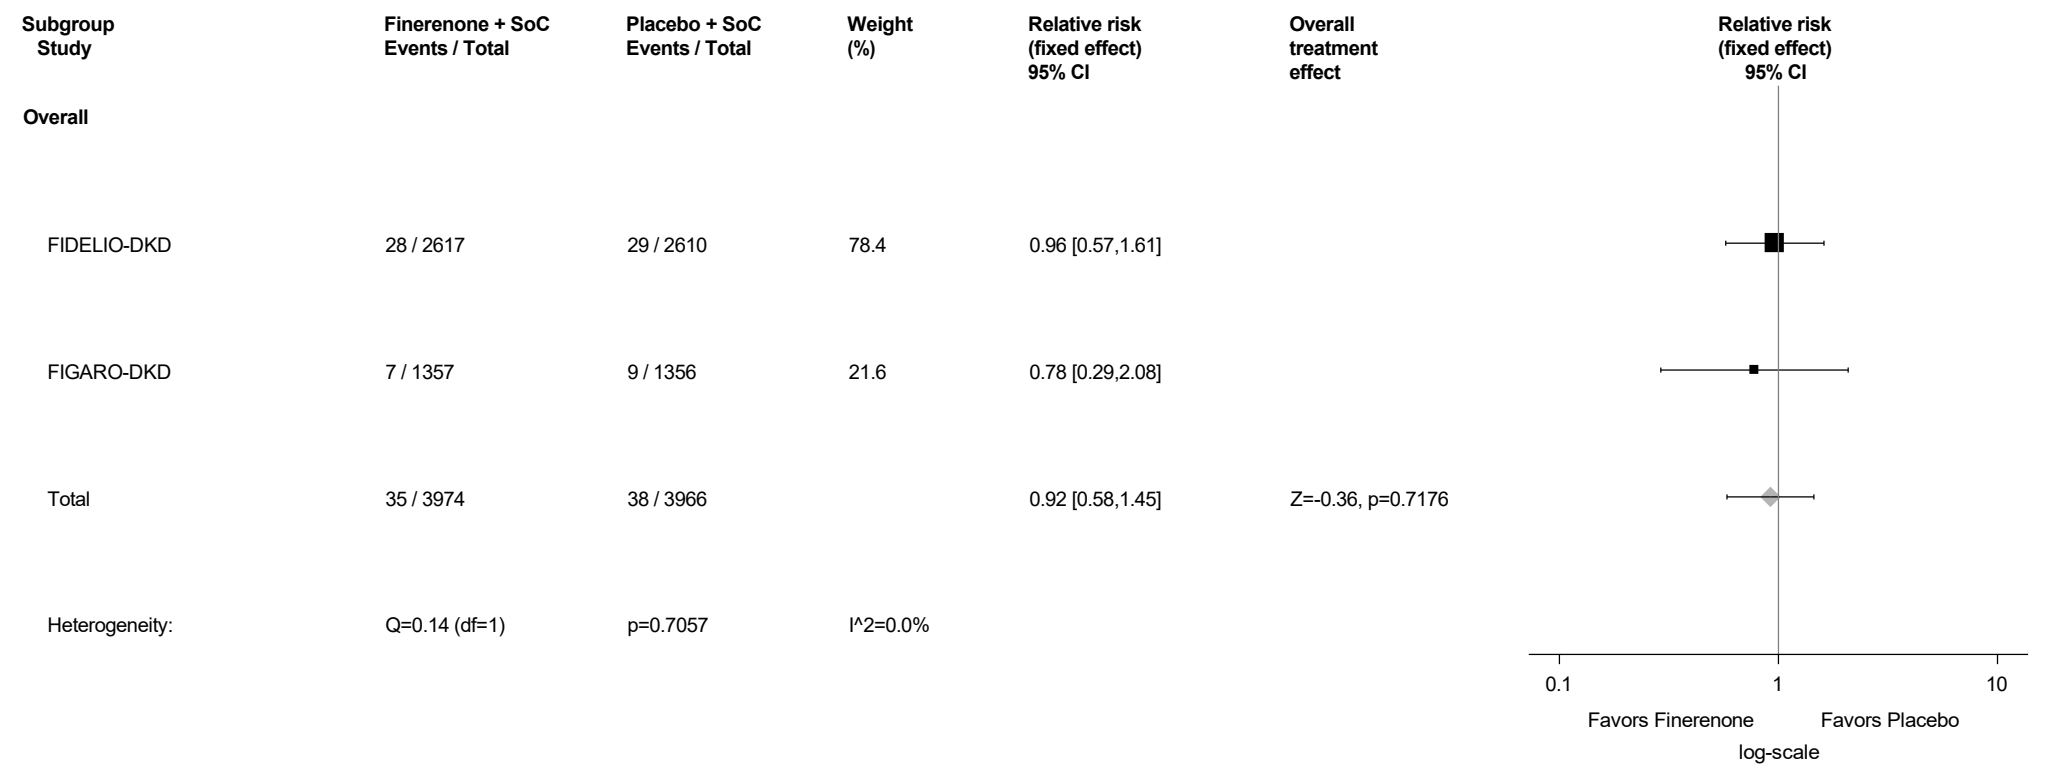 Subgroup Finerenone + SoC Placebo + SoC Weight Relative risk Overall Relative risk
Study Events / Total Events / Total (%) (fixed effect) treatment (fixed effect)
95% CI effect 95% CI
Overall
FIDELIO-DKD 28 / 2617 29 / 2610 78.4 0.96 [0.57,1.61]
FIGARO-DKD 7 / 1357 9 / 1356 21.6 0.78 [0.29,2.08]
Total 35 / 3974 38 / 3966 0.92 [0.58,1.45] Z=-0.36, p=0.7176
Heterogeneity: Q=0.14 (df=1) p=0.7057 I^2=0.0%
0.1 1 10
Favors Finerenone Favors Placebo
log-scale